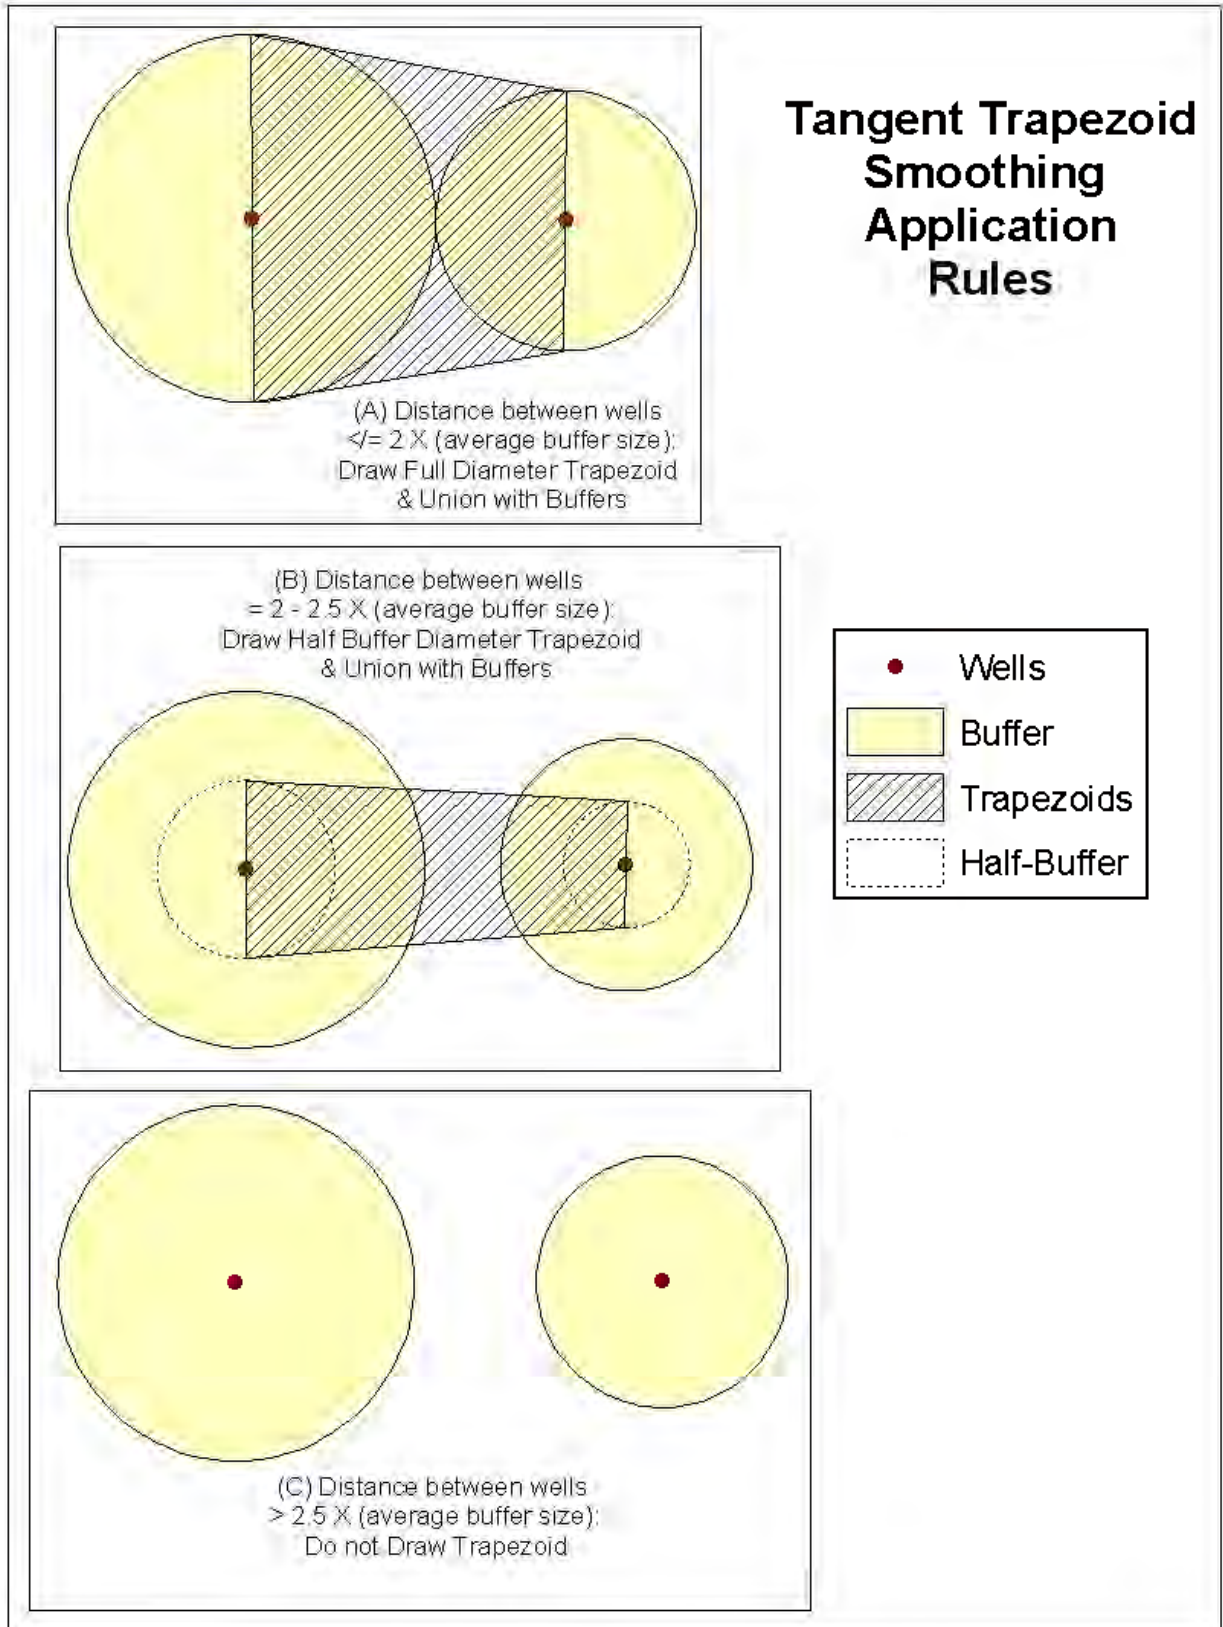 Tangent Trapezoid
Smoothing
Application
Rules
(A) Distance between wells
</= 2 X (average buffer size):
Draw Full Diameter Trapezoid
& Union with Buffers
(B) Distance between wells
= 2 - 2.5 X (average buffer size):
Draw Half Buffer Diameter Trapezoid
& Union with Buffers
Wells
Buffer
Trapezoids
Half-Buffer
(C) Distance between wells
> 2.5 X (average buffer size):
Do not Draw Trapezoid